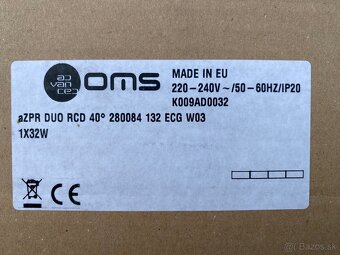 ad
van
ced
OMS
MADE IN EU
220-240V~/50-60HZ/IP20
K009AD0032
aZPR DUO RCD 40° 280084 132 ECG W03
1X32W
CE
Bazos.sk